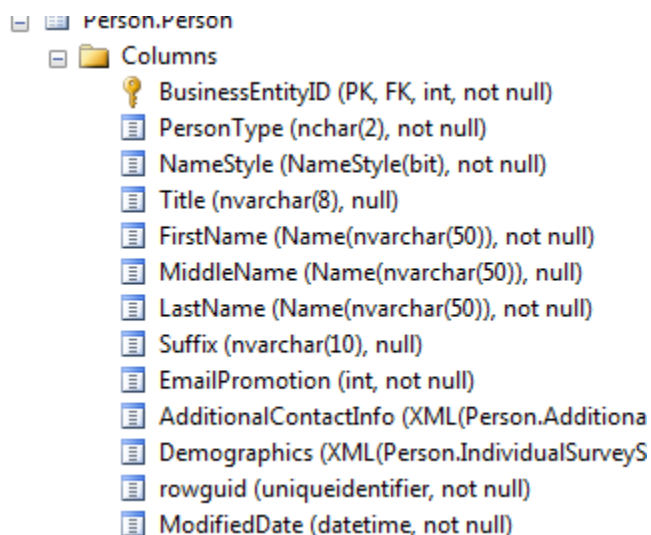 Person.Person
Columns
BusinessEntityID (PK, FK, int, not null)
PersonType (nchar(2), not null)
NameStyle (NameStyle(bit), not null)
Title (nvarchar(8), null)
FirstName (Name(nvarchar(50)), not null)
MiddleName (Name(nvarchar(50)), null)
LastName (Name(nvarchar(50)), not null)
Suffix (nvarchar(10), null)
EmailPromotion (int, not null)
AdditionalContactInfo (XML(Person.Additiona
Demographics (XML(Person.IndividualSurveyS
rowguid (uniqueidentifier, not null)
ModifiedDate (datetime, not null)